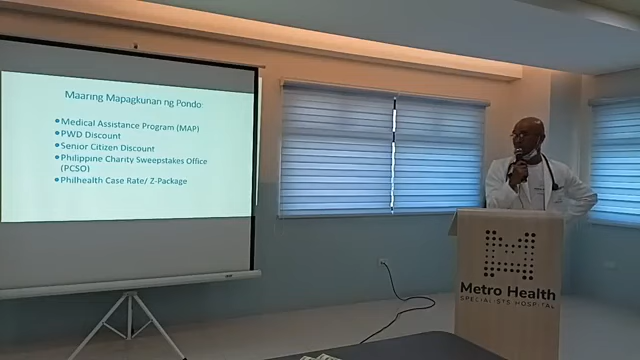 Maaring Mapagkunan ng Pondo:
•Medical Assistance Program (MAP)
•PWD Discount
•Senior Citizen Discount
•Philippine Charity Sweepstakes Office
(PCSO)
•Philhealth Case Rate/ Z-Package
Metro Health
SPECIALISTS HOSPITAL